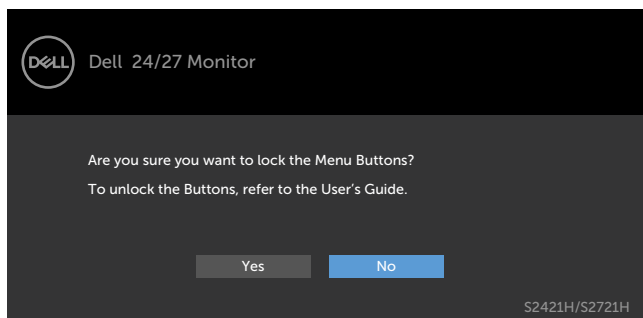 DELL
Dell 24/27 Monitor
Are you sure you want to lock the Menu Buttons?
To unlock the Buttons, refer to the User's Guide.
Yes
No
S2421H/S2721H